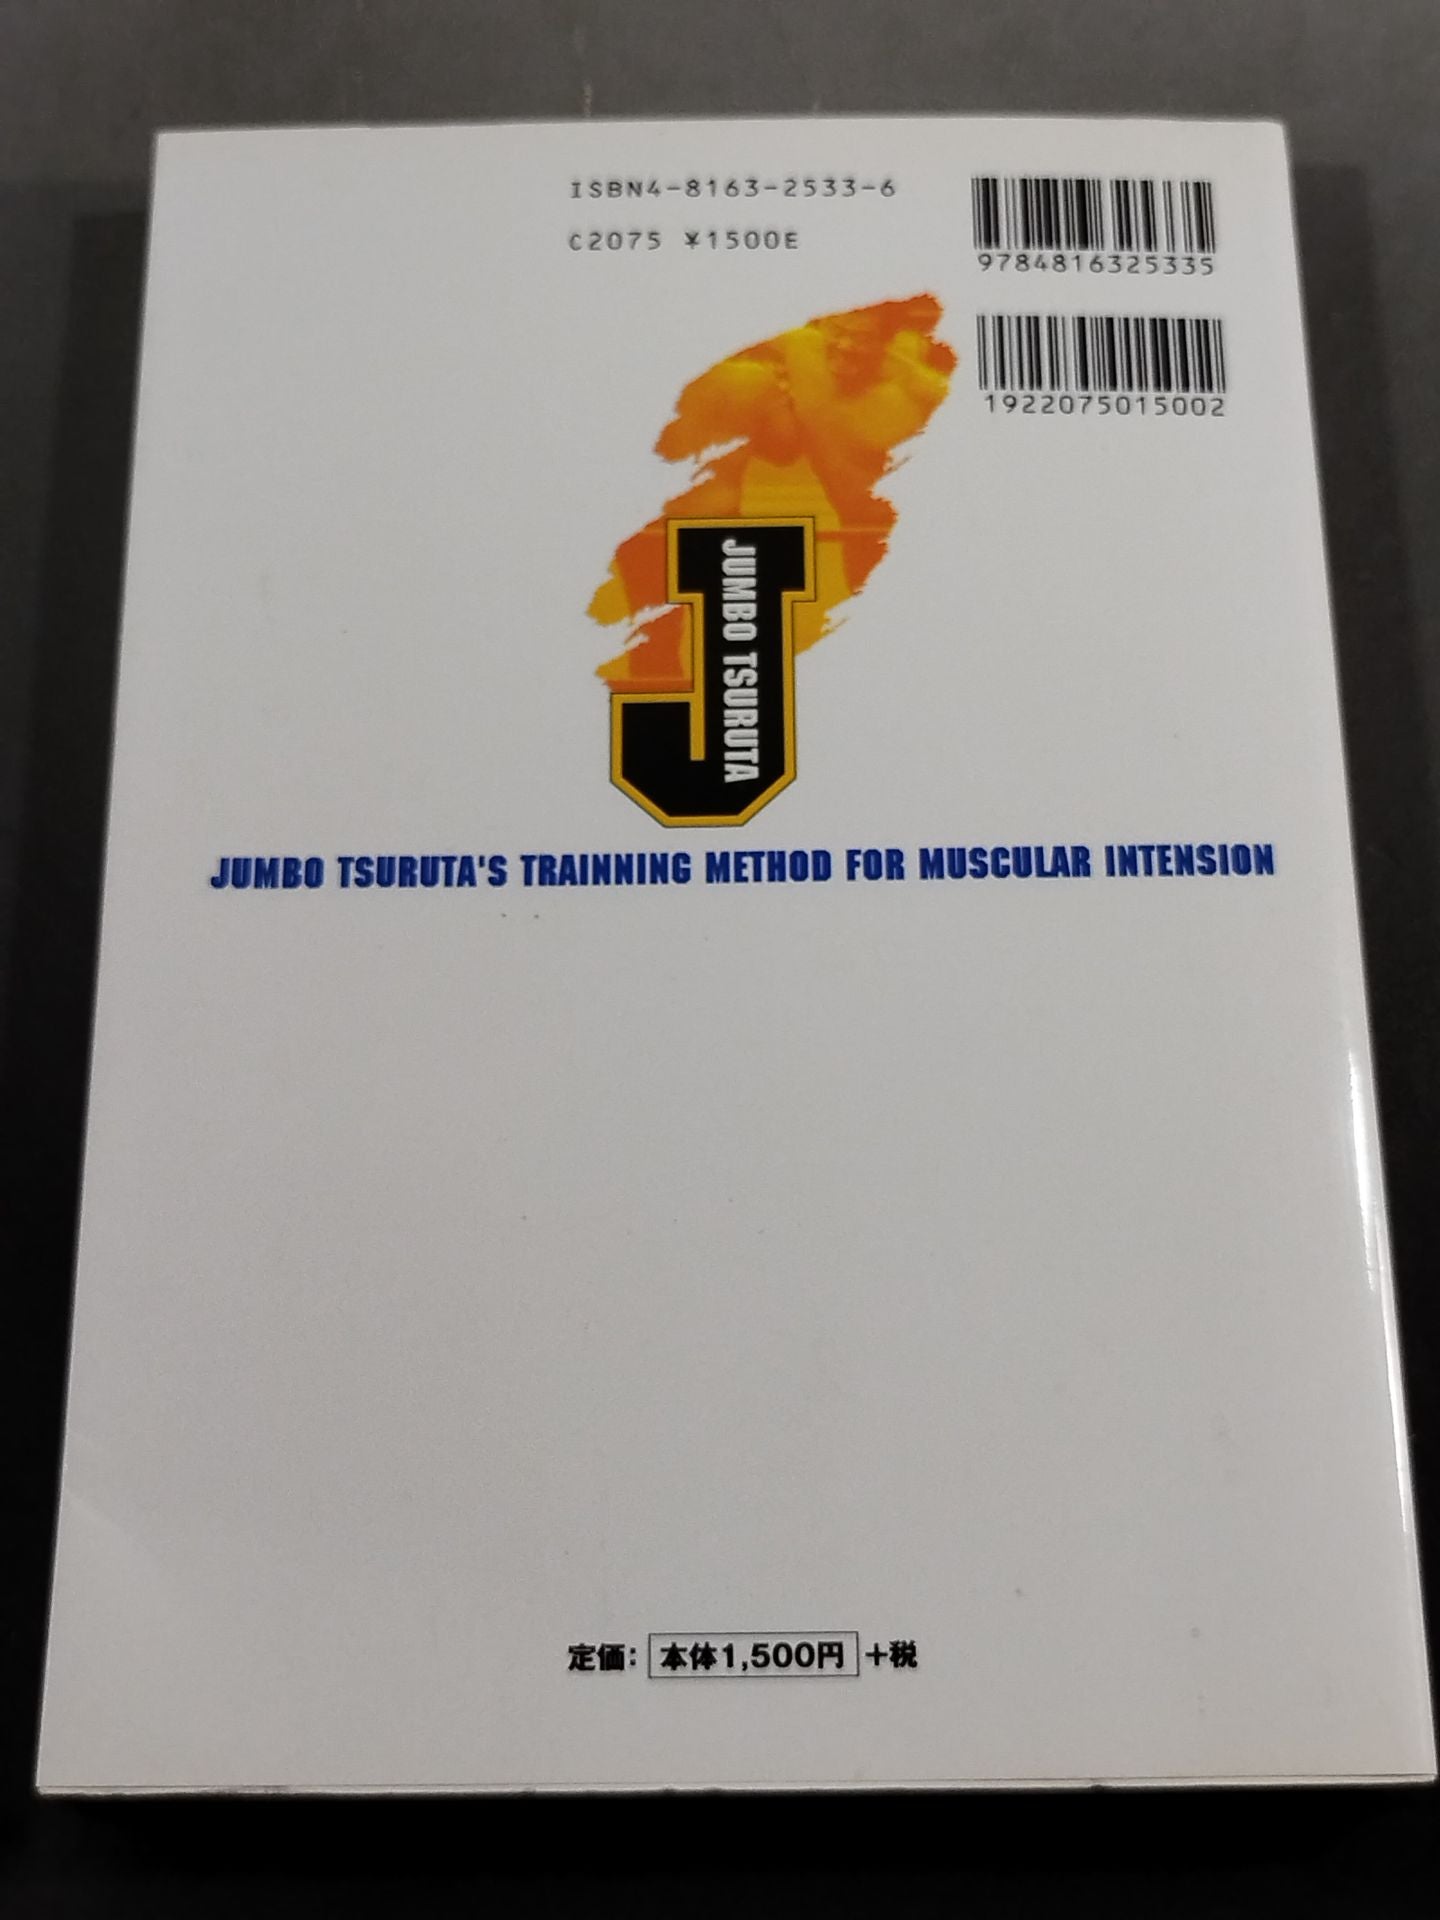 ISBN4-8163-2533-6
C2075 ¥1500E
9784816325335
1922075015002
JUMBO TSURUTA
JUMBO TSURUTA'S TRAINNING METHOD FOR MUSCULAR INTENSION
定価: 本体1,500円 +税